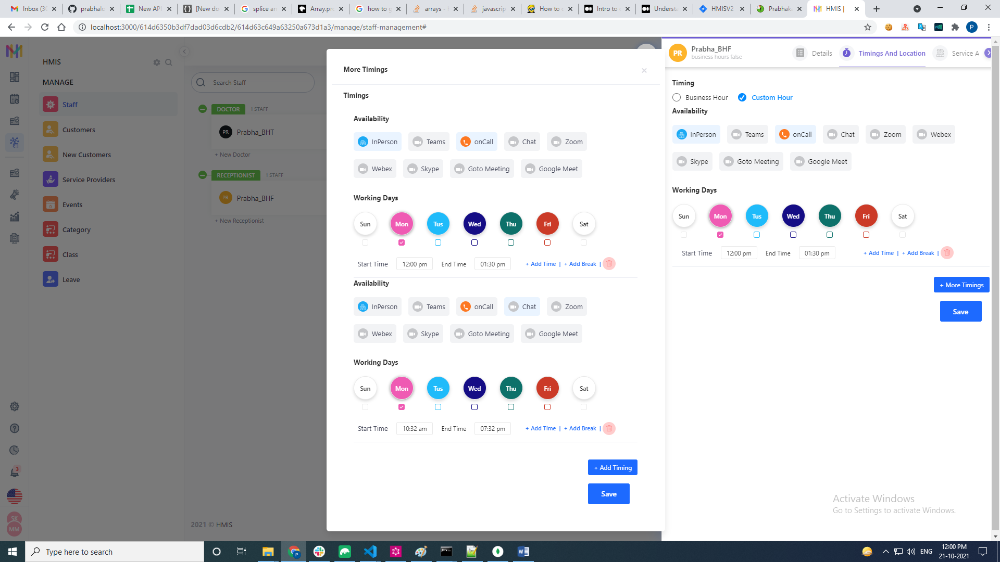 Inbox (30
prabhalo
New API
[New do
splice an
Array.pro
how to g
arrays -
javascrip
How to c
Intro to
Understa
HMISV2
Prabhaka
HMIS |
localhost:3000/614d6350b3df7dad03d6cdb2/614d63c649a63250a673d1a3/manage/staff-management#
P
HMIS
MANAGE
Staff
Customers
New Customers
Service Providers
Events
Category
Class
Leave
3
SK
MM
Search Staff
DOCTOR 1 STAFF
PR Prabha_BHT
+ New Doctor
RECEPTIONIST 1 STAFF
PR Prabha_BHF
+ New Receptionist
2021 © HMIS
More Timings
Timings
Availability
InPerson Teams onCall Chat Zoom
Webex Skype Goto Meeting Google Meet
Working Days
Sun Mon Tus Wed Thu Fri Sat
Start Time 12:00 pm End Time 01:30 pm + Add Time | + Add Break |
Availability
InPerson Teams onCall Chat Zoom
Webex Skype Goto Meeting Google Meet
Working Days
Sun Mon Tus Wed Thu Fri Sat
Start Time 10:32 am End Time 07:32 pm + Add Time | + Add Break |
+ Add Timing
Save
PR Prabha_BHF
business hours false
Details Timings And Location Service A
Timing
Business Hour Custom Hour
Availability
InPerson Teams onCall Chat Zoom Webex
Skype Goto Meeting Google Meet
Working Days
Sun Mon Tus Wed Thu Fri Sat
Start Time 12:00 pm End Time 01:30 pm + Add Time | + Add Break |
+ More Timings
Save
Activate Windows
Go to Settings to activate Windows.
Type here to search
ENG
12:00 PM
21-10-2021